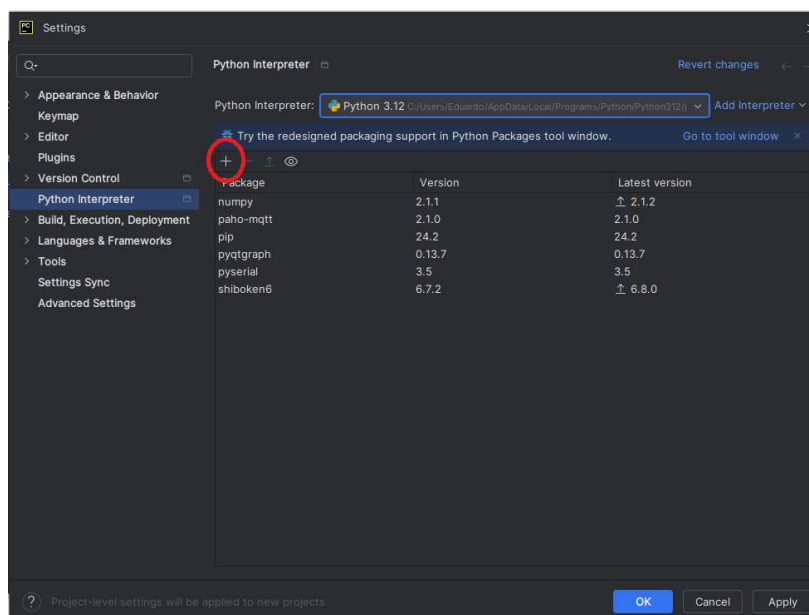 PC Settings
Python Interpreter Revert changes
Appearance & Behavior
Keymap
Editor
Plugins
Version Control
Python Interpreter
Build, Execution, Deployment
Languages & Frameworks
Tools
Settings Sync
Advanced Settings
Python Interpreter: Python 3.12 C:/Users/Eduardo/AppData/Local/Programs/Python/Python312/ Add Interpreter
Try the redesigned packaging support in Python Packages tool window. Go to tool window
Package Version Latest version
numpy 2.1.1 2.1.2
paho-mqtt 2.1.0 2.1.0
pip 24.2 24.2
pyqtgraph 0.13.7 0.13.7
pyserial 3.5 3.5
shiboken6 6.7.2 6.8.0
? Project-level settings will be applied to new projects OK Cancel Apply